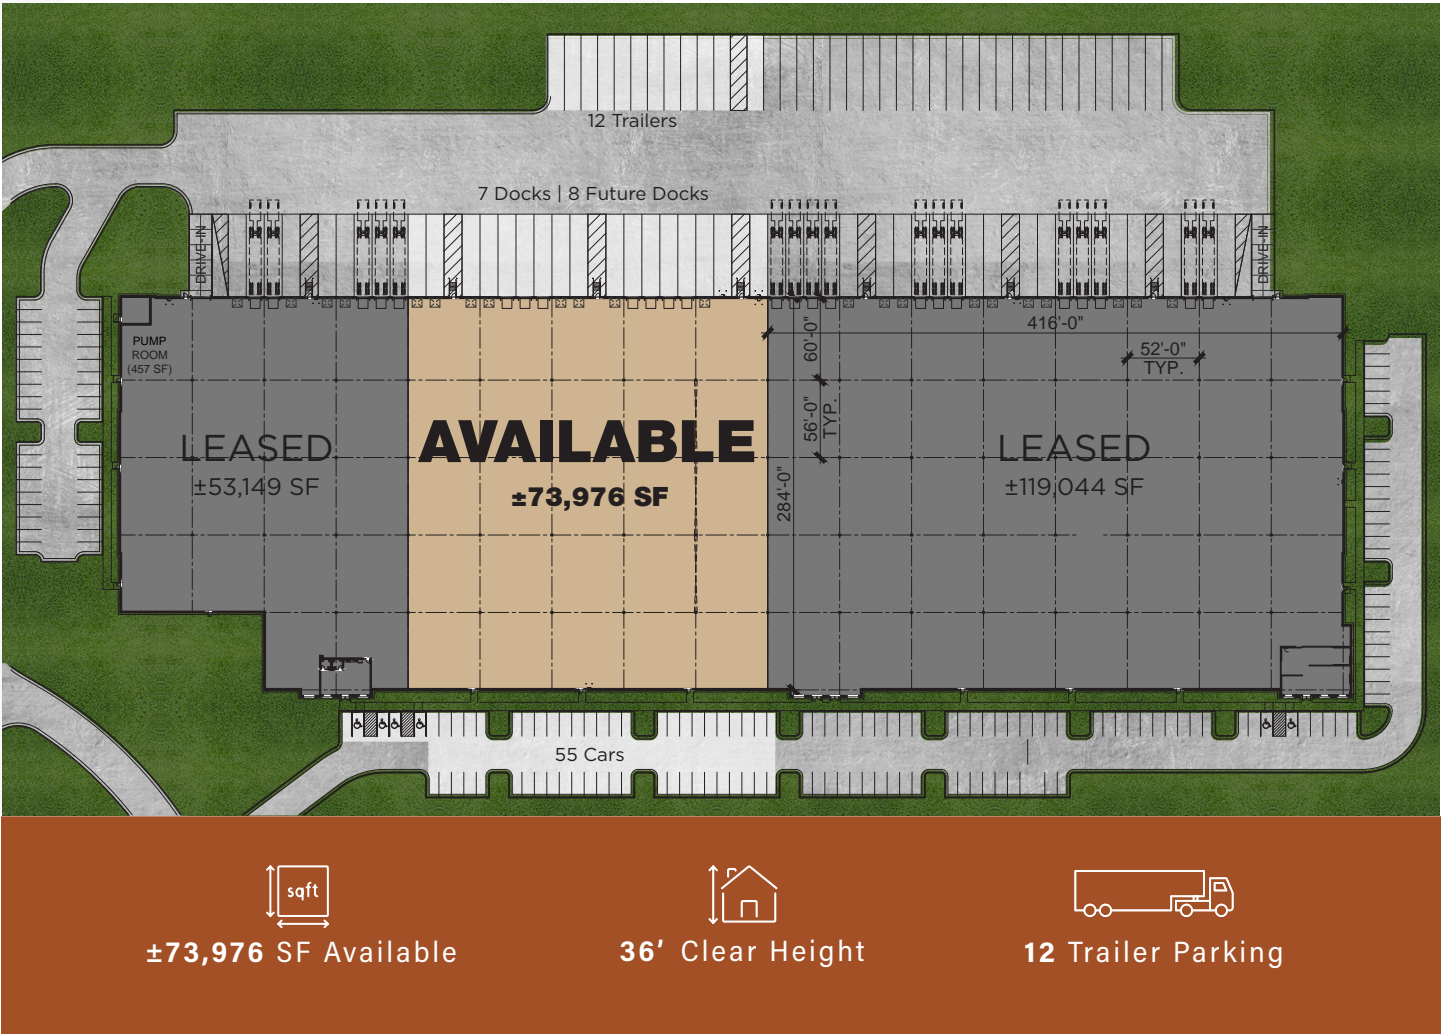 12 Trailers
7 Docks | 8 Future Docks
DRIVE-IN
DRIVE-IN
PUMP
ROOM
(457 SF)
60'-0"
416'-0"
52'-0"
TYP.
56'-0"
TYP.
LEASED
±53,149 SF
AVAILABLE
±73,976 SF
284'-0"
LEASED
±119,044 SF
55 Cars
sqft
±73,976 SF Available
36' Clear Height
12 Trailer Parking